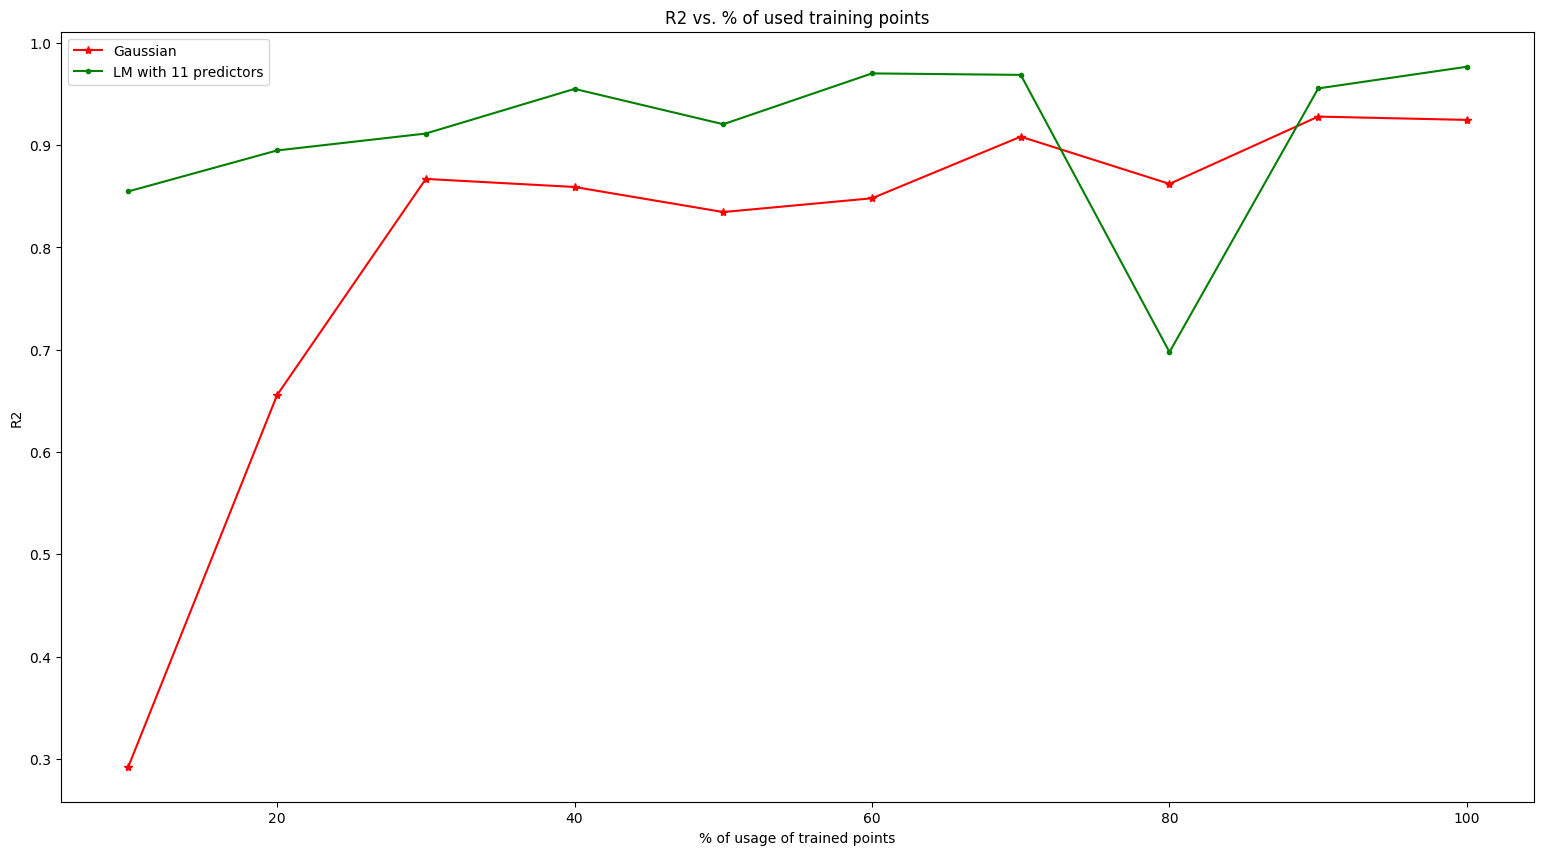 R2 vs. % of used training points
Gaussian
LM with 11 predictors
1.0
0.9
0.8
0.7
0.6
0.5
0.4
0.3
R2
20
40
60
80
100
% of usage of trained points